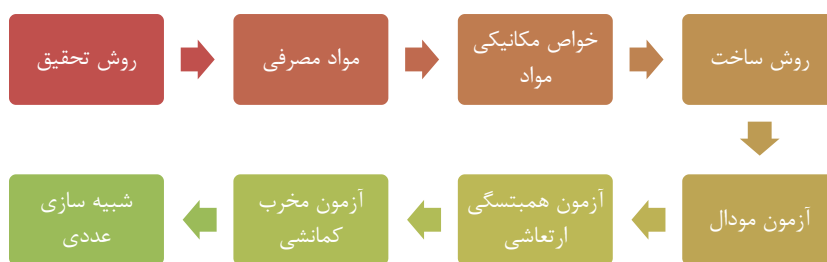 روش تحقیق
مواد مصرفی
خواص مکانیکی
مواد
روش ساخت
آزمون مودال
آزمون همبتسگی
ارتعاشی
آزمون مخرب
کمانشی
شبیه سازی
عددی